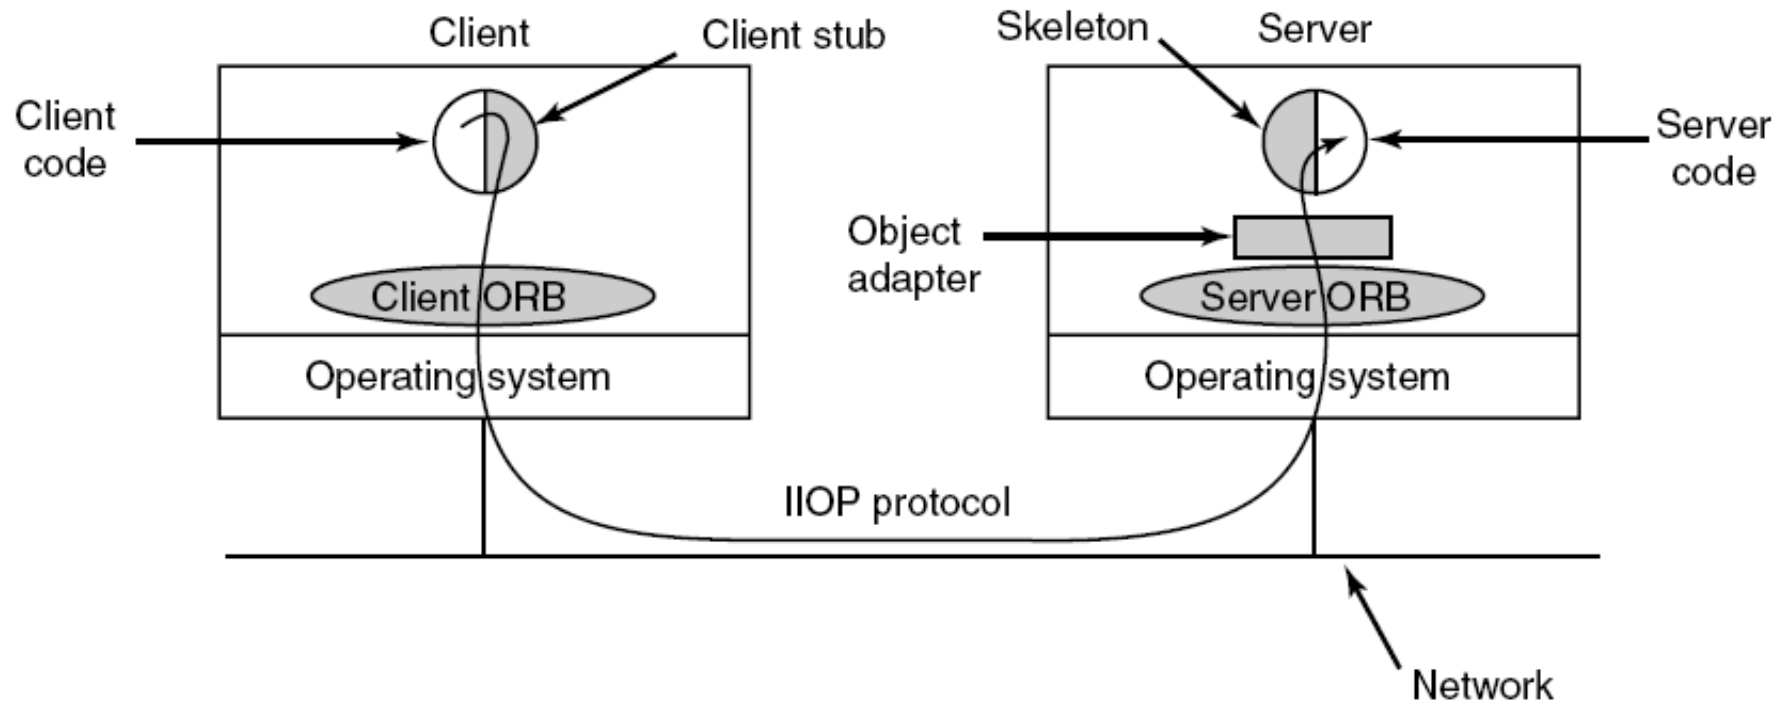 Client
Client stub
Skeleton
Server
Client
code
Server
code
Object
adapter
Client ORB
Server ORB
Operating system
Operating system
IIOP protocol
Network